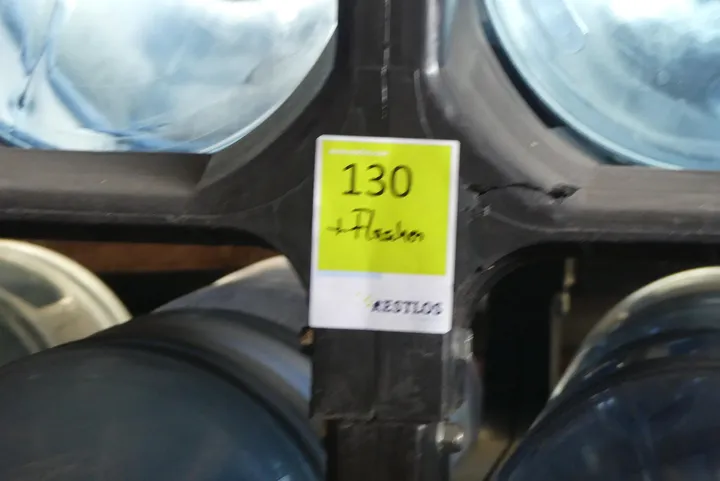 130
+ Flaschen
RESTLOS